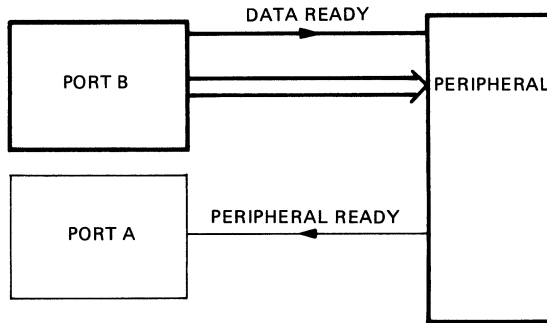 DATA READY
PORT B
PERIPHERAL
PERIPHERAL READY
PORT A